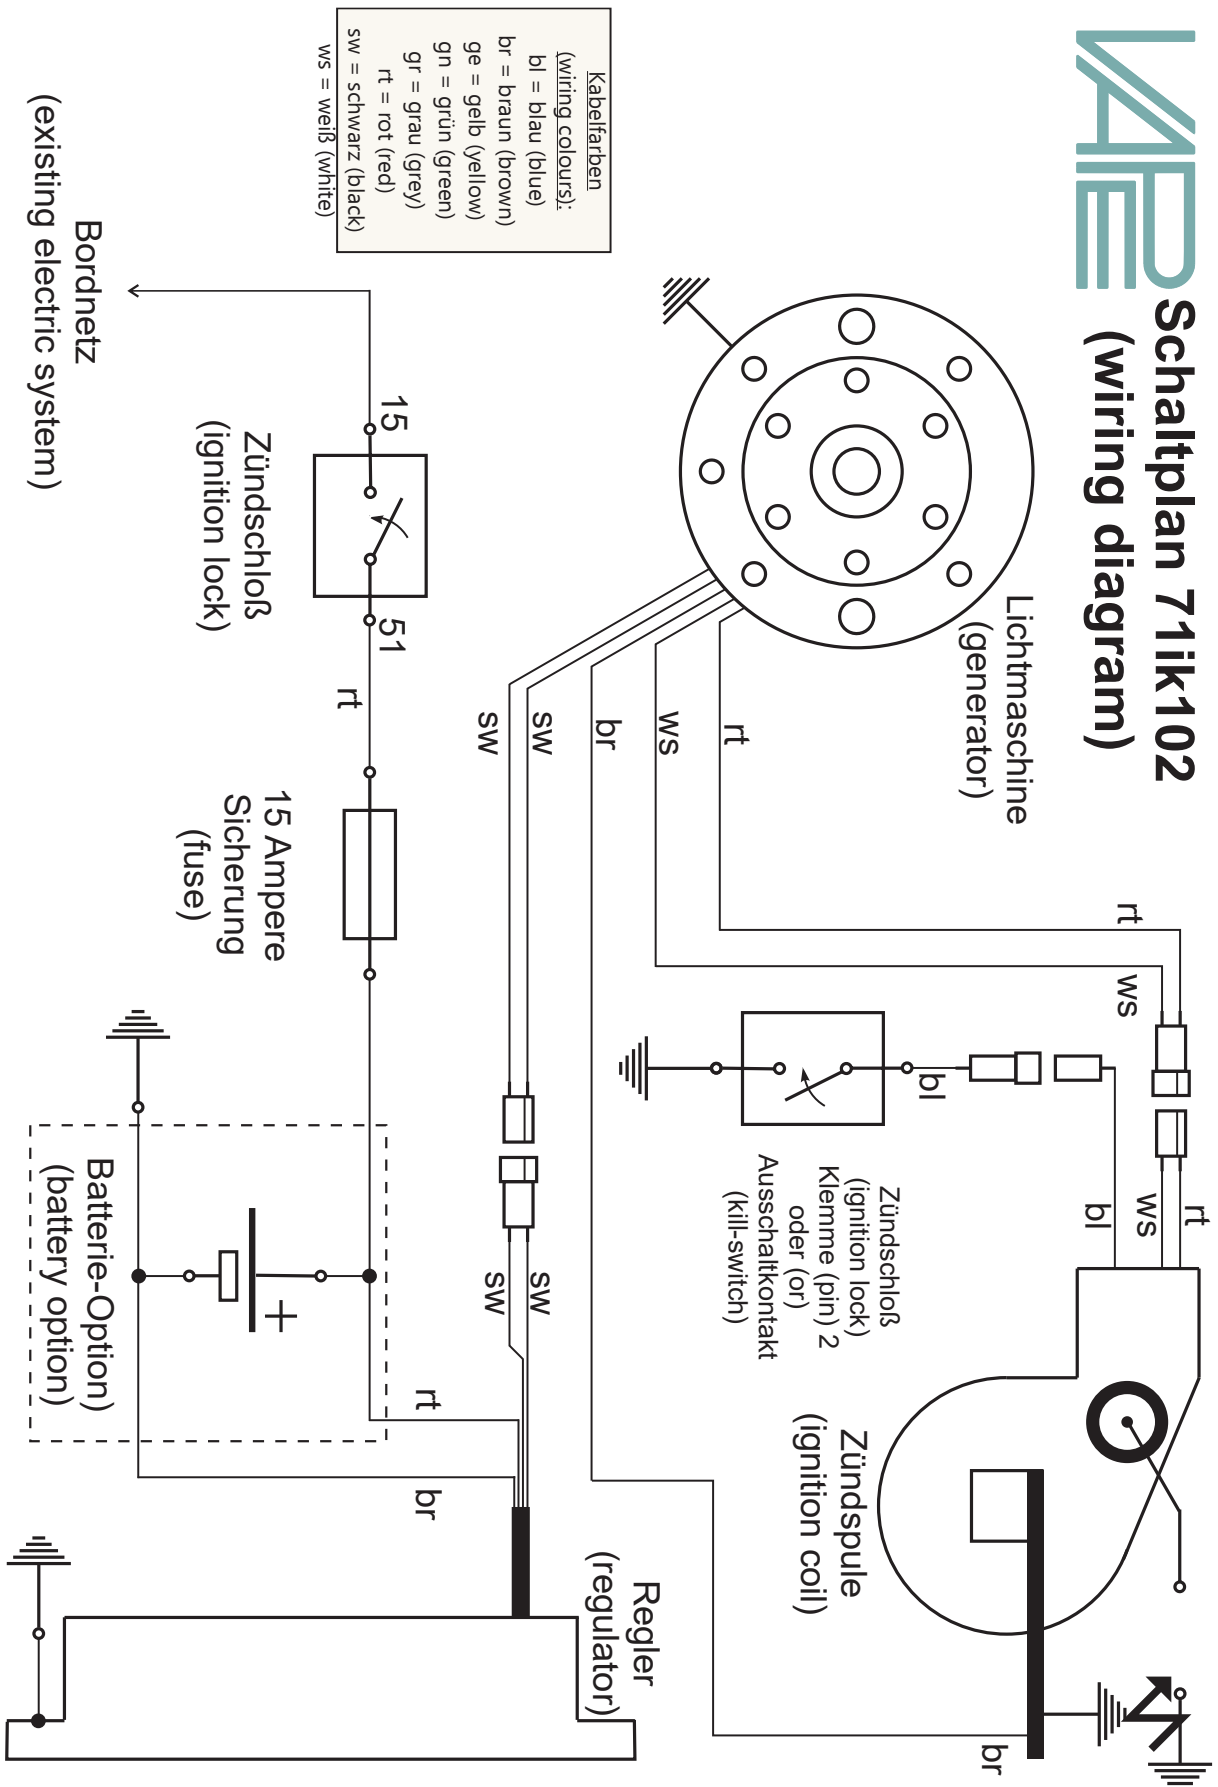 VAPE
Schaltplan 71ik102
(wiring diagram)
Lichtmaschine
(generator)
rt
ws
br
sw
sw
rt
ws
rt
ws
bl
bl
Zündschloß
(ignition lock)
Klemme (pin) 2
oder (or)
Ausschaltkontakt
(kill-switch)
Zündspule
(ignition coil)
br
Kabelfarben
(wiring colours):
bl = blau (blue)
br = braun (brown)
ge = gelb (yellow)
gn = grün (green)
gr = grau (grey)
rt = rot (red)
sw = schwarz (black)
ws = weiß (white)
sw
sw
Regler
(regulator)
15
51
rt
Zündschloß
(ignition lock)
15 Ampere
Sicherung
(fuse)
rt
br
+
Batterie-Option)
(battery option)
Bordnetz
(existing electric system)